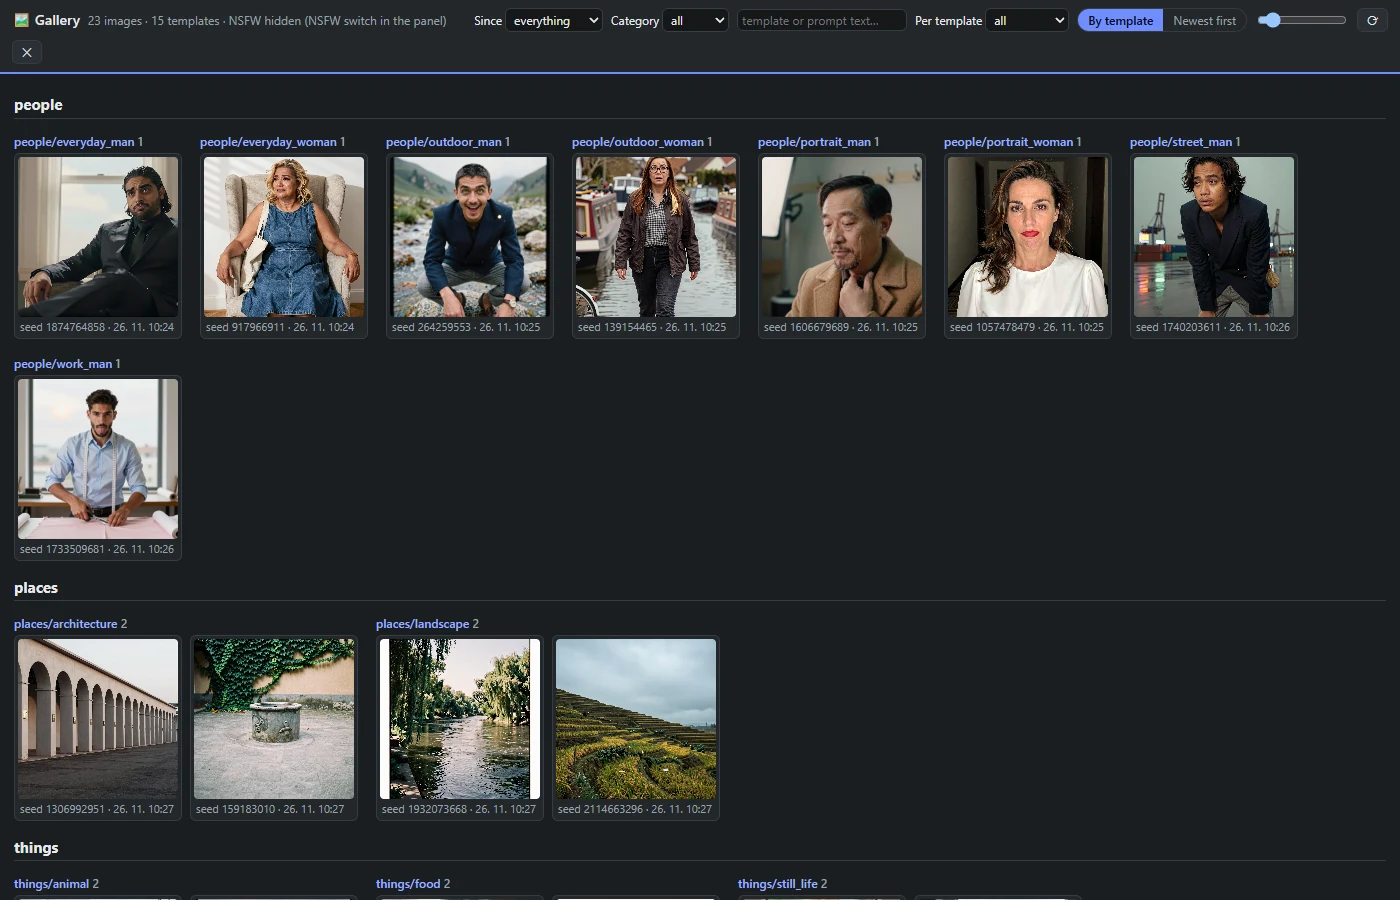 Gallery 23 images · 15 templates · NSFW hidden (NSFW switch in the panel) Since everything Category all template or prompt text... Per template all By template Newest first
people
people/everyday_man 1 people/everyday_woman 1 people/outdoor_man 1 people/outdoor_woman 1 people/portrait_man 1 people/portrait_woman 1 people/street_man 1
seed 1874764858 · 26. 11. 10:24 seed 917966911 · 26. 11. 10:24 seed 264259553 · 26. 11. 10:25 seed 139154465 · 26. 11. 10:25 seed 1606679689 · 26. 11. 10:25 seed 1057478479 · 26. 11. 10:25 seed 1740203611 · 26. 11. 10:26
people/work_man 1
seed 1733509681 · 26. 11. 10:26
places
places/architecture 2 places/landscape 2
seed 1306992951 · 26. 11. 10:27 seed 159183010 · 26. 11. 10:27 seed 1932073668 · 26. 11. 10:27 seed 2114663296 · 26. 11. 10:27
things
things/animal 2 things/food 2 things/still_life 2